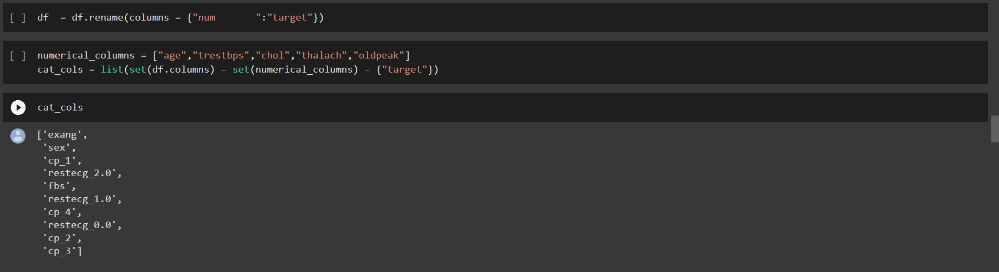 [ ] df  = df.rename(columns = {"num       ":"target"})
[ ] numerical_columns = ["age","trestbps","chol","thalach","oldpeak"]
cat_cols = list(set(df.columns) - set(numerical_columns) - {"target"})
cat_cols
['exang',
'sex',
'cp_1',
'restecg_2.0',
'fbs',
'restecg_1.0',
'cp_4',
'restecg_0.0',
'cp_2',
'cp_3']